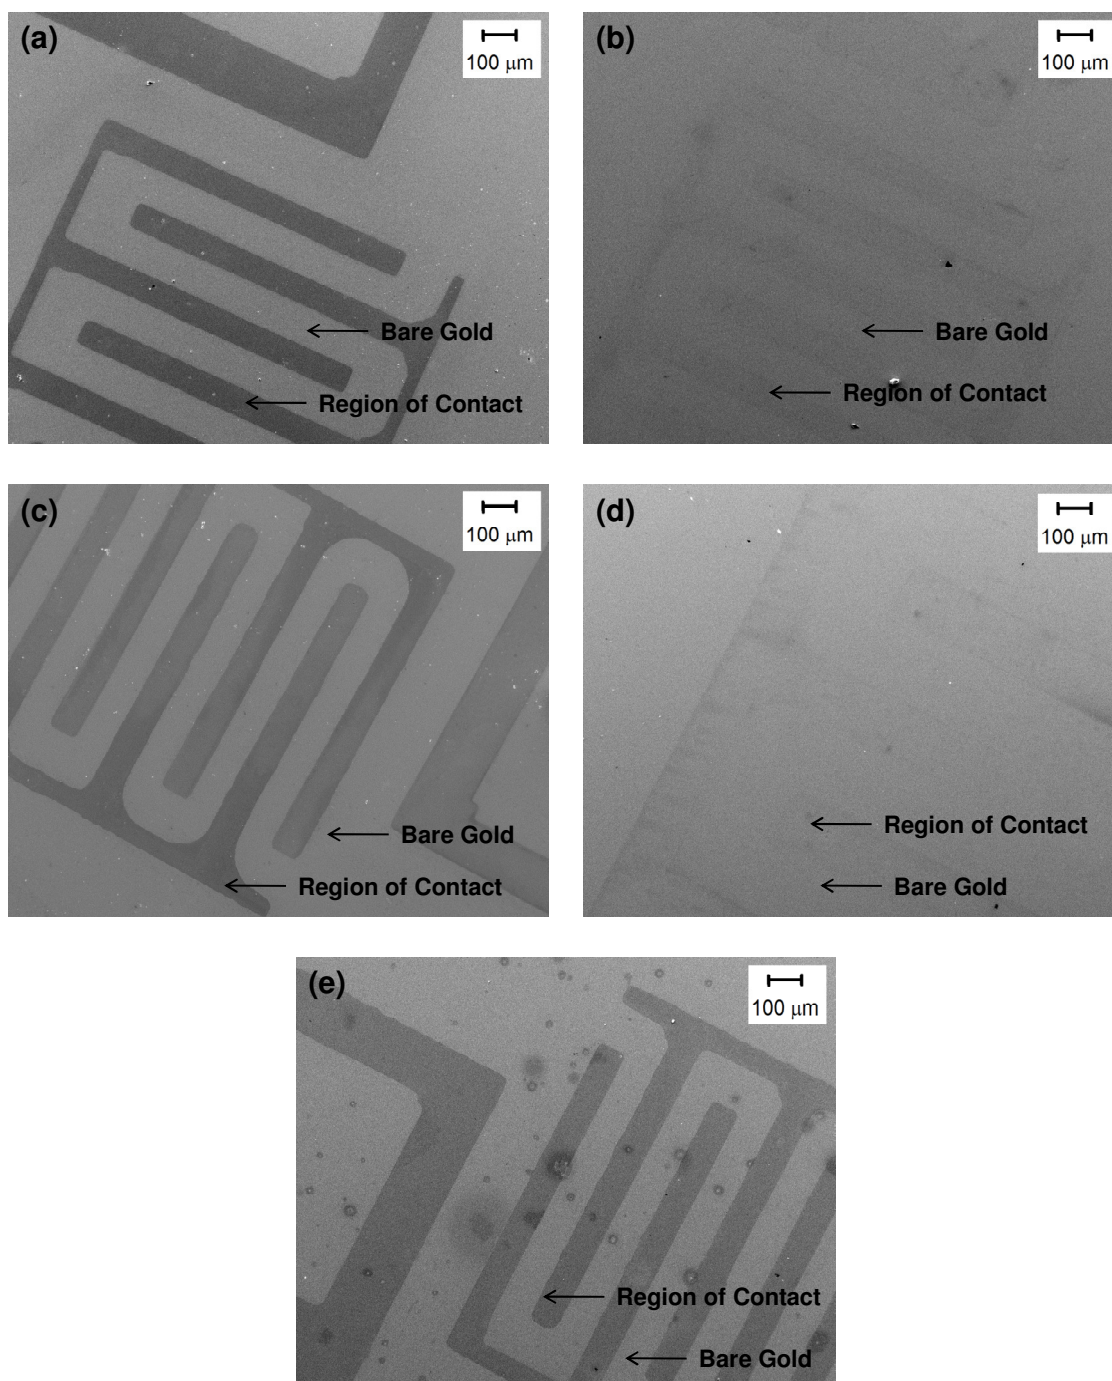 (a)
100 μm
Bare Gold
Region of Contact
(b)
100 μm
Bare Gold
Region of Contact
(c)
100 μm
Bare Gold
Region of Contact
(d)
100 μm
Region of Contact
Bare Gold
(e)
100 μm
Region of Contact
Bare Gold